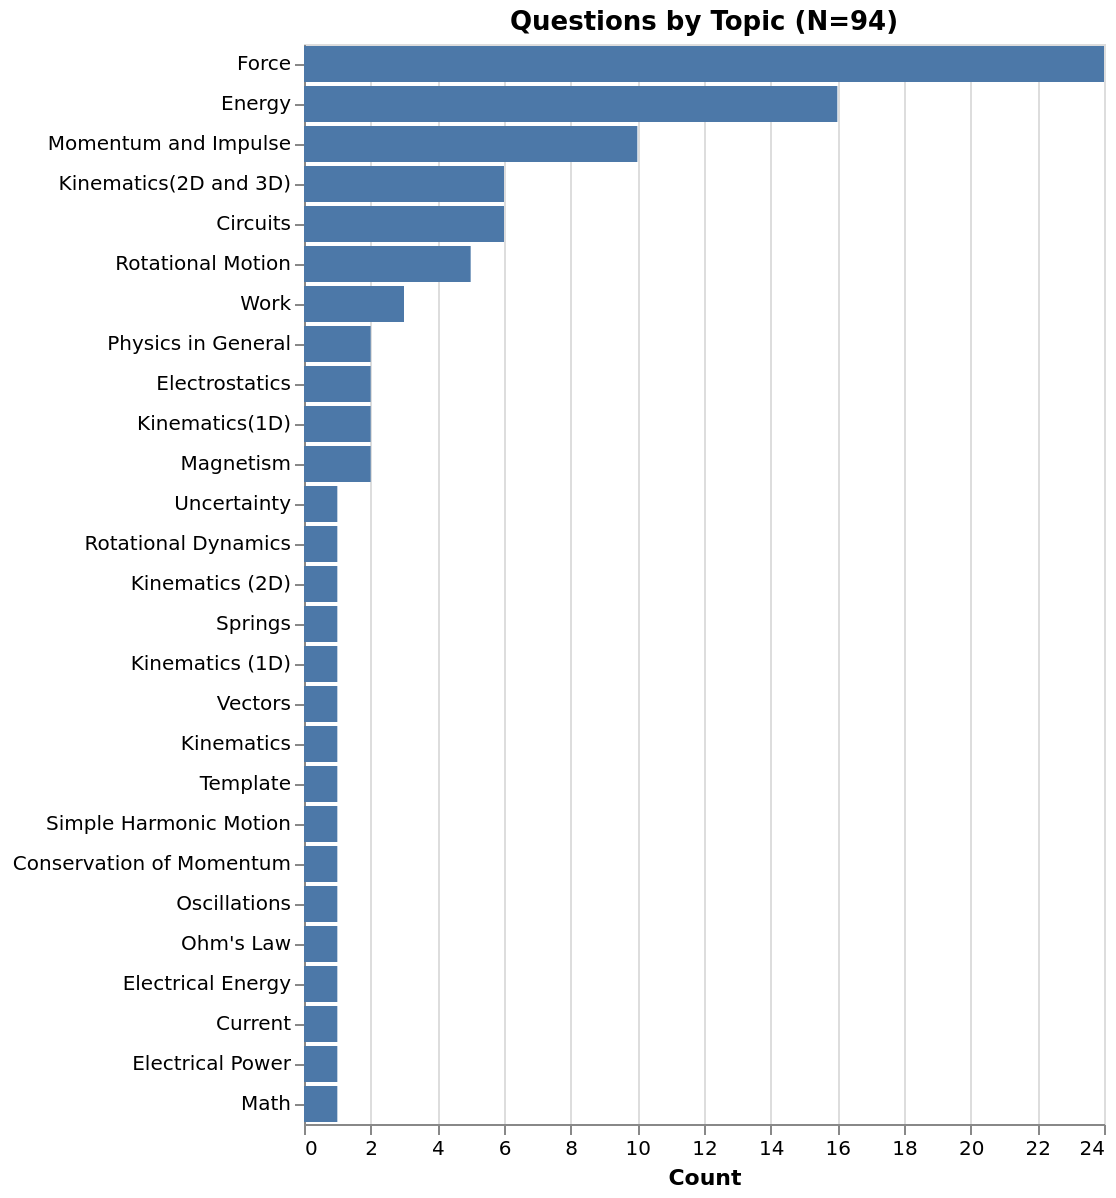 Questions by Topic (N=94)
Force
Energy
Momentum and Impulse
Kinematics(2D and 3D)
Circuits
Rotational Motion
Work
Physics in General
Electrostatics
Kinematics(1D)
Magnetism
Uncertainty
Rotational Dynamics
Kinematics (2D)
Springs
Kinematics (1D)
Vectors
Kinematics
Template
Simple Harmonic Motion
Conservation of Momentum
Oscillations
Ohm's Law
Electrical Energy
Current
Electrical Power
Math
0 2 4 6 8 10 12 14 16 18 20 22 24
Count